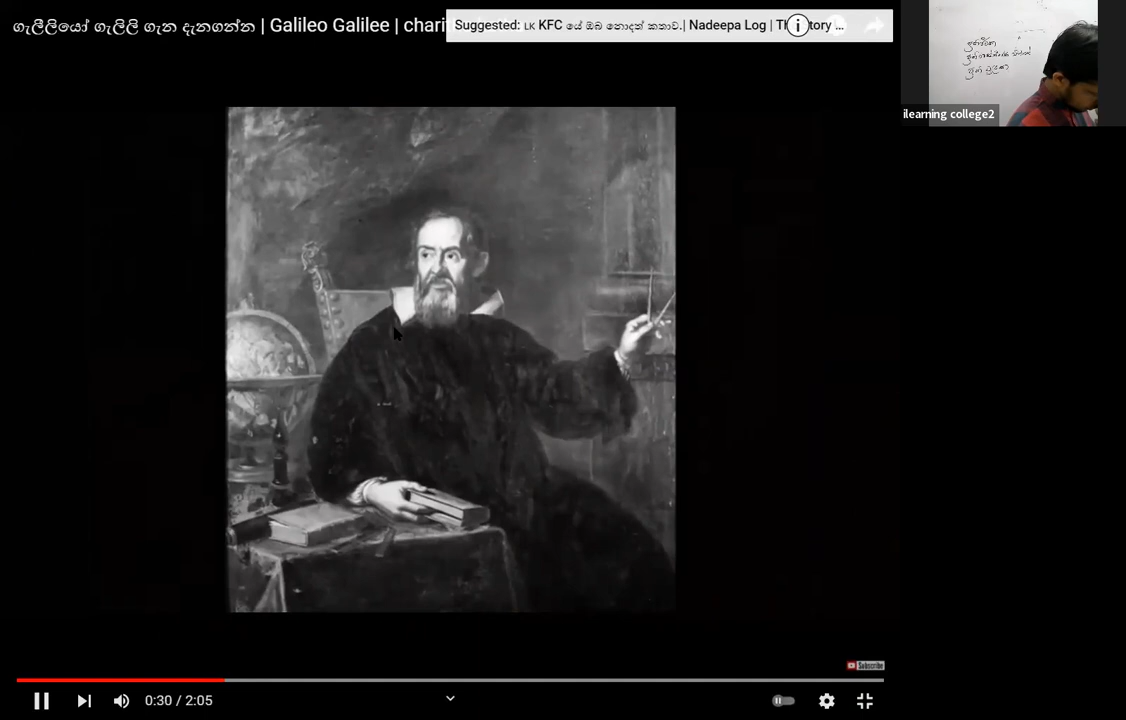 ගැලීලියෝ ගැලිලි ගැන දැනගන්න | Galileo Galilee | chari
Suggested: LK KFC යේ ඔබ නොදත් කතාව.| Nadeepa Log | Th tory ...
ilearning college2
Subscribe
0:30 / 2:05